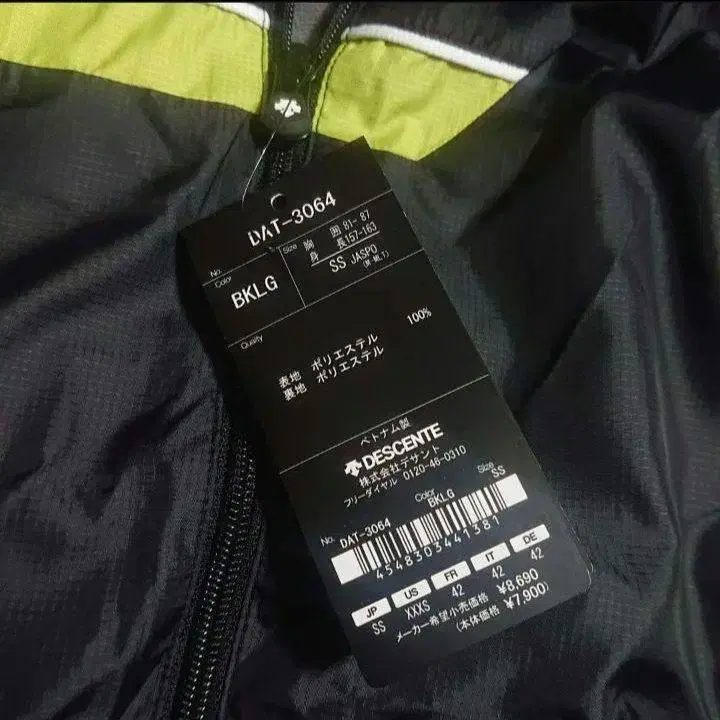 No. DAT-3064
Color BKLG
Size 胸 囲 81- 87
身 長157-163
SS JASPO
Quality
表地 ポリエステル 100%
裏地 ポリエステル
ベトナム製
DESCENTE
株式会社デサント
フリーダイヤル 0120-46-0310
No. DAT-3064 Color BKLG Size SS
4548303441381
JP US FR IT DE
SS XXXS 42 42 42
メーカー希望小売価格 ¥8,690
(本体価格 ¥7,900)